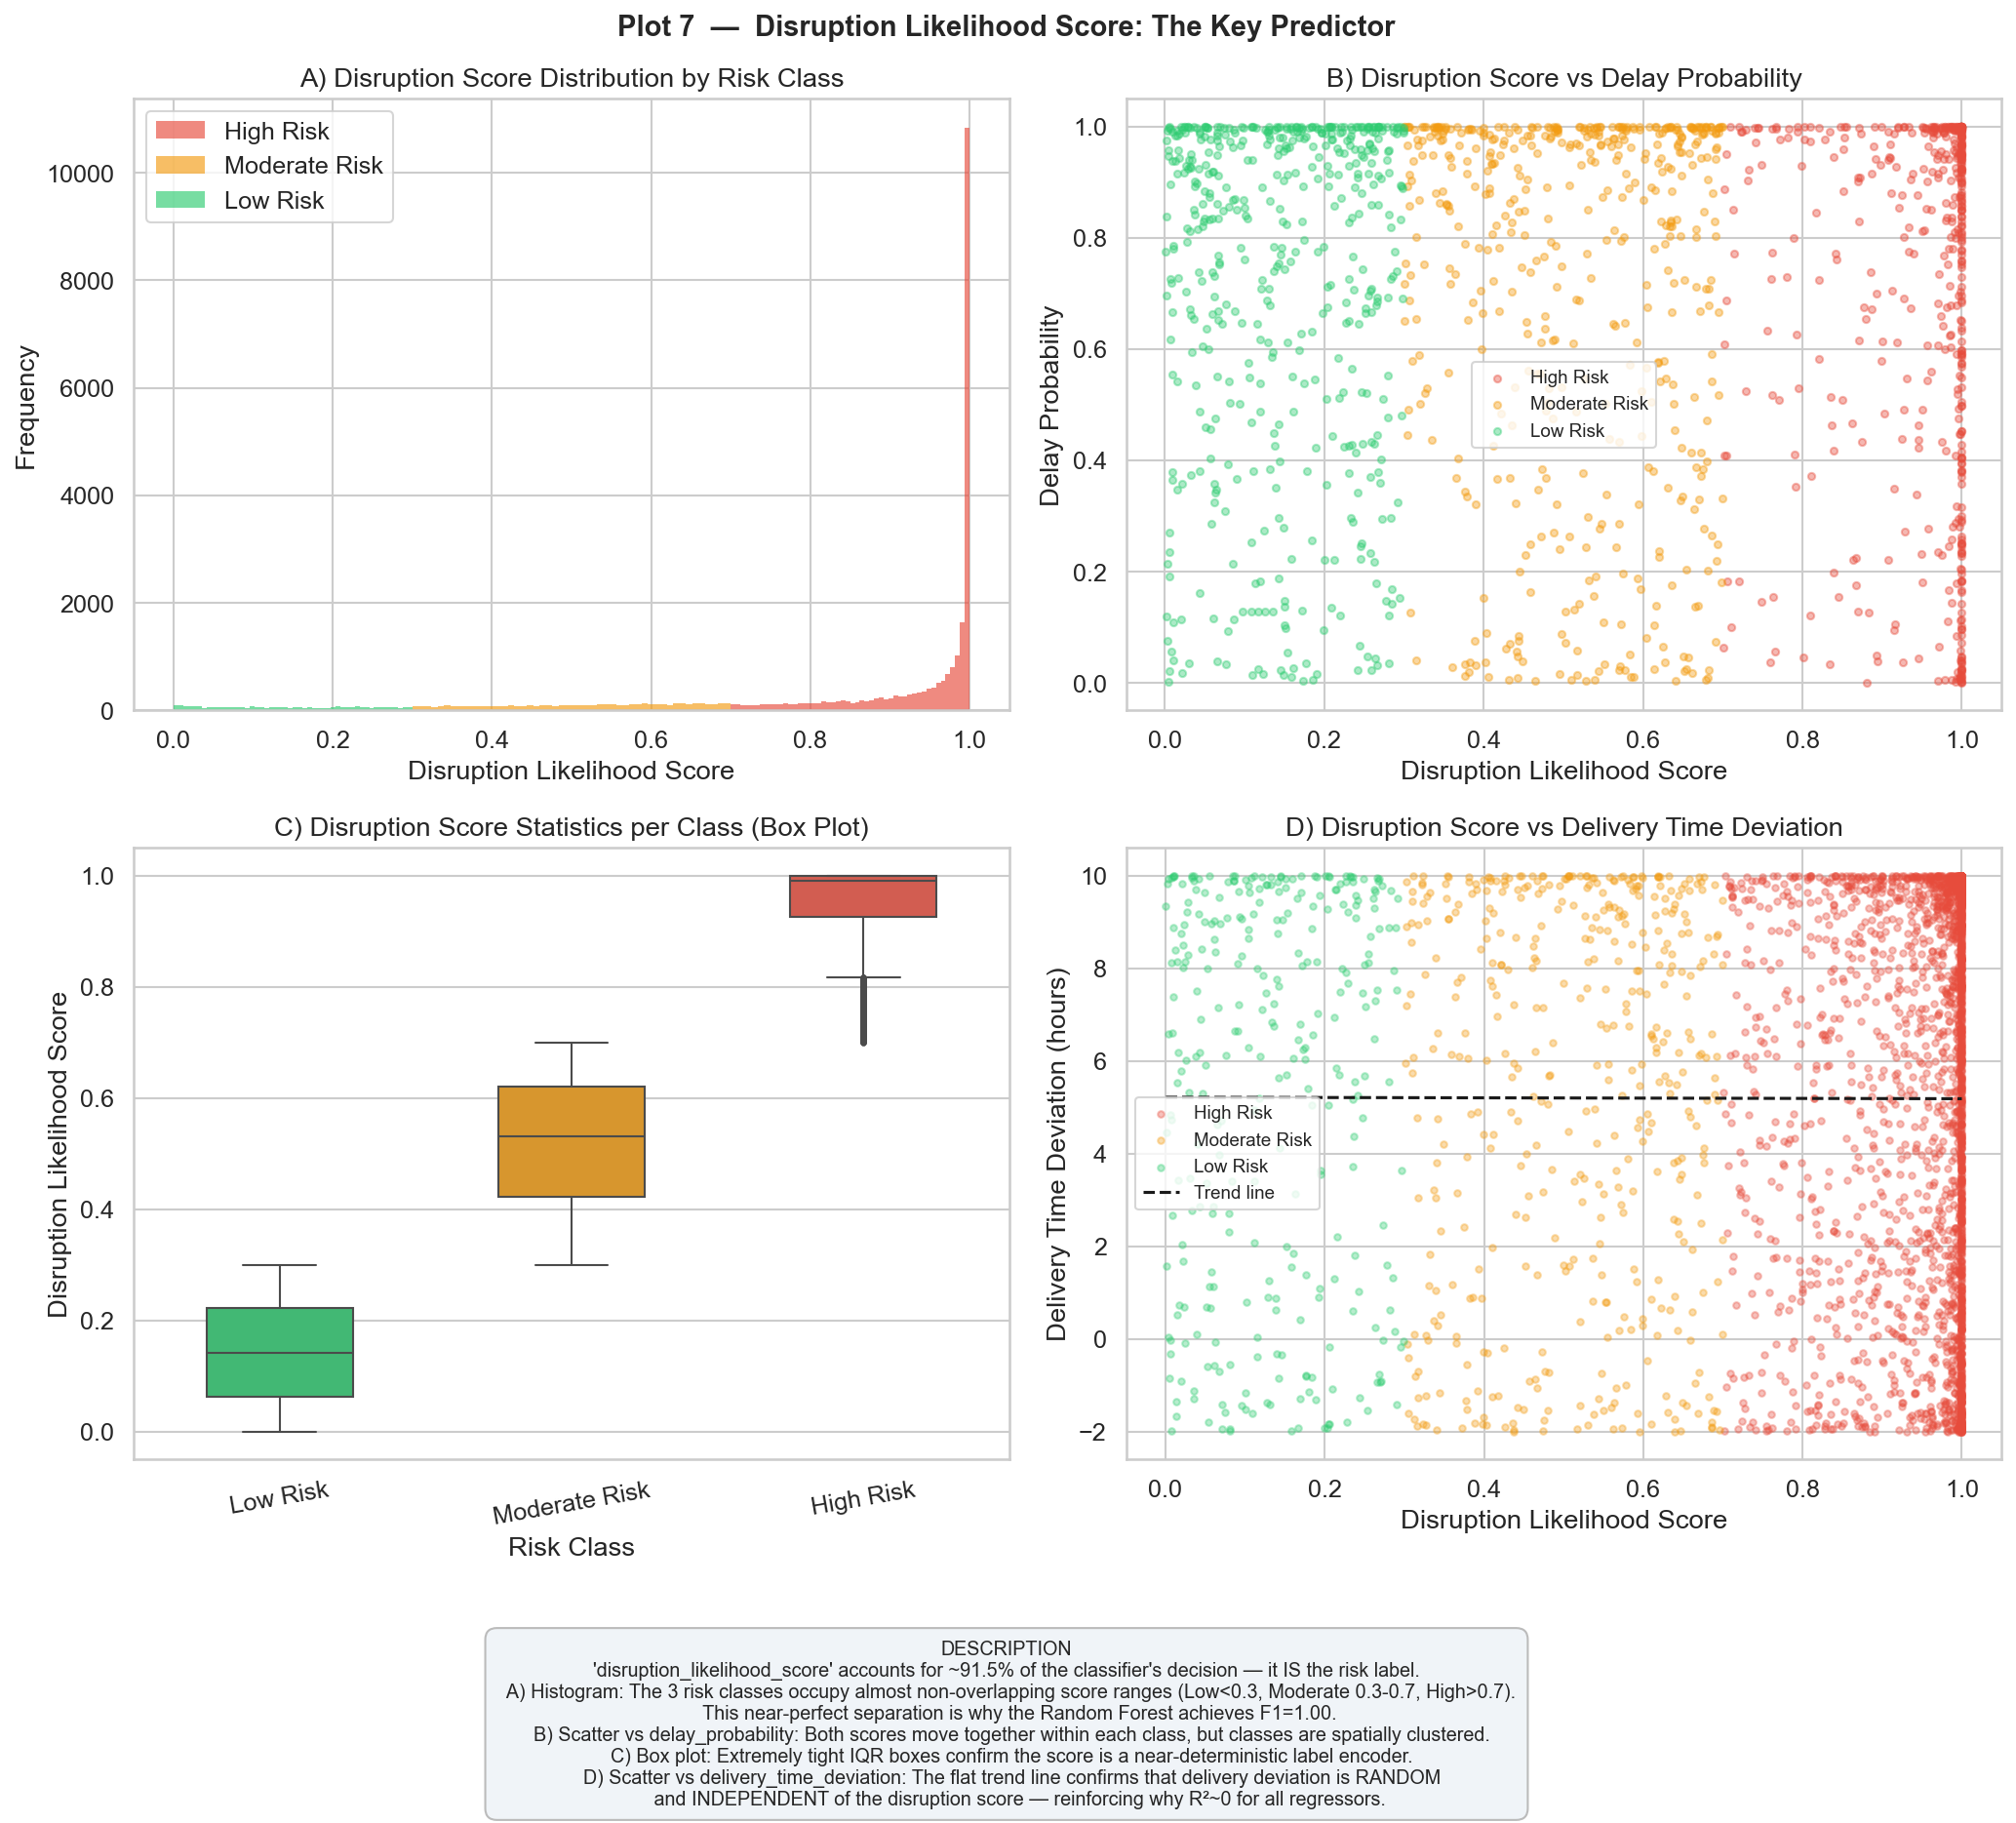 Plot 7 — Disruption Likelihood Score: The Key Predictor
A) Disruption Score Distribution by Risk Class
High Risk
Moderate Risk
Low Risk
Frequency
10000
8000
6000
4000
2000
0
0.0 0.2 0.4 0.6 0.8 1.0
Disruption Likelihood Score
B) Disruption Score vs Delay Probability
Delay Probability
1.0
0.8
0.6
0.4
0.2
0.0
High Risk
Moderate Risk
Low Risk
0.0 0.2 0.4 0.6 0.8 1.0
Disruption Likelihood Score
C) Disruption Score Statistics per Class (Box Plot)
Disruption Likelihood Score
1.0
0.8
0.6
0.4
0.2
0.0
Low Risk Moderate Risk High Risk
Risk Class
D) Disruption Score vs Delivery Time Deviation
Delivery Time Deviation (hours)
10
8
6
4
2
0
−2
High Risk
Moderate Risk
Low Risk
Trend line
0.0 0.2 0.4 0.6 0.8 1.0
Disruption Likelihood Score
DESCRIPTION
'disruption_likelihood_score' accounts for ~91.5% of the classifier's decision — it IS the risk label.
A) Histogram: The 3 risk classes occupy almost non-overlapping score ranges (Low<0.3, Moderate 0.3-0.7, High>0.7).
This near-perfect separation is why the Random Forest achieves F1=1.00.
B) Scatter vs delay_probability: Both scores move together within each class, but classes are spatially clustered.
C) Box plot: Extremely tight IQR boxes confirm the score is a near-deterministic label encoder.
D) Scatter vs delivery_time_deviation: The flat trend line confirms that delivery deviation is RANDOM
and INDEPENDENT of the disruption score — reinforcing why R²~0 for all regressors.